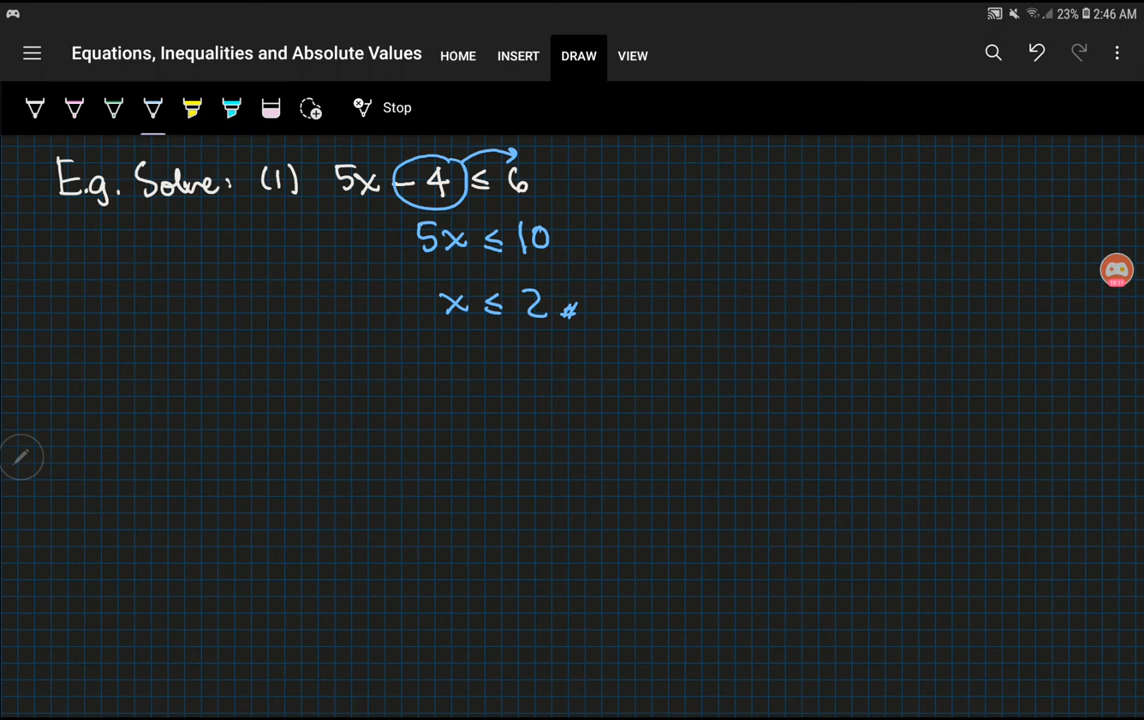 23% 2:46 AM
Equations, Inequalities and Absolute Values HOME INSERT DRAW VIEW
Stop
E.g. Solve: (1) 5x - 4 ≤ 6
5x ≤ 10
x ≤ 2 #